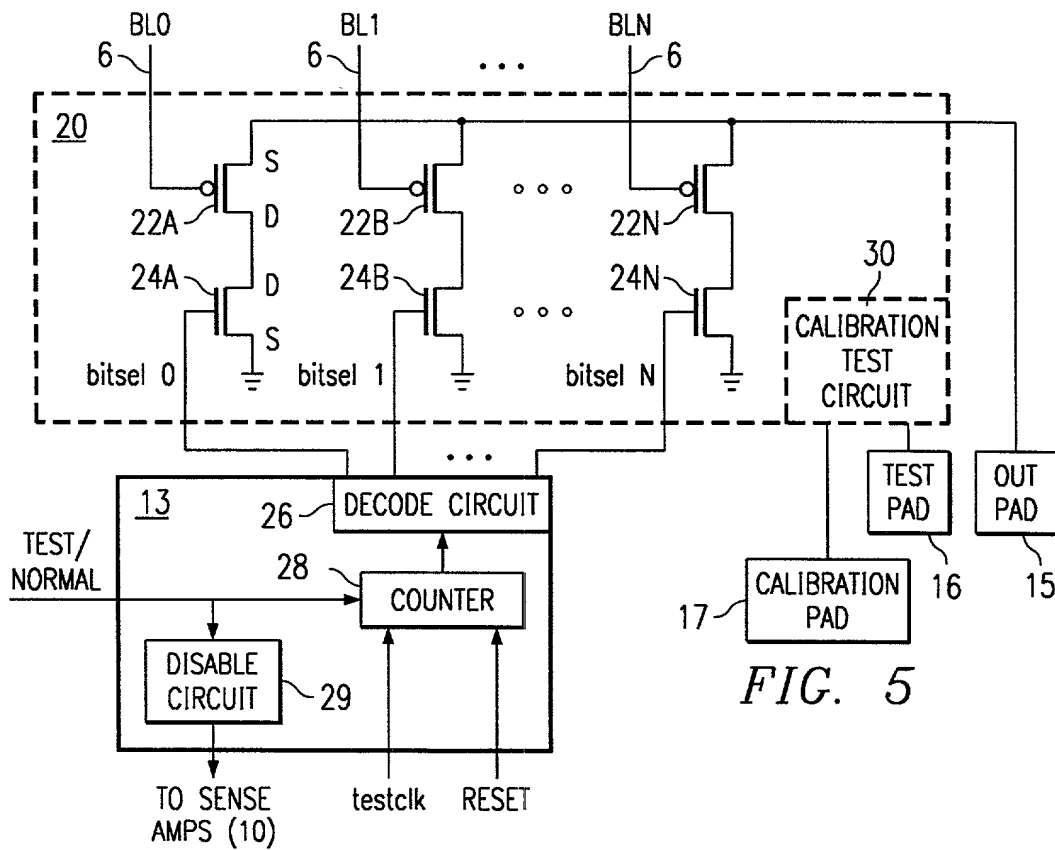 BL0
BL1
BLN
6
6
6
• • •
20
S
22A
D
22B
22N
24A
D
24B
24N
S
30
CALIBRATION
TEST
CIRCUIT
bitsel 0
bitsel 1
bitsel N
• • •
13
26
DECODE CIRCUIT
TEST
PAD
OUT
PAD
TEST/
NORMAL
28
COUNTER
16
15
17
CALIBRATION
PAD
DISABLE
CIRCUIT
29
FIG. 5
TO SENSE
AMPS (10)
testclk
RESET